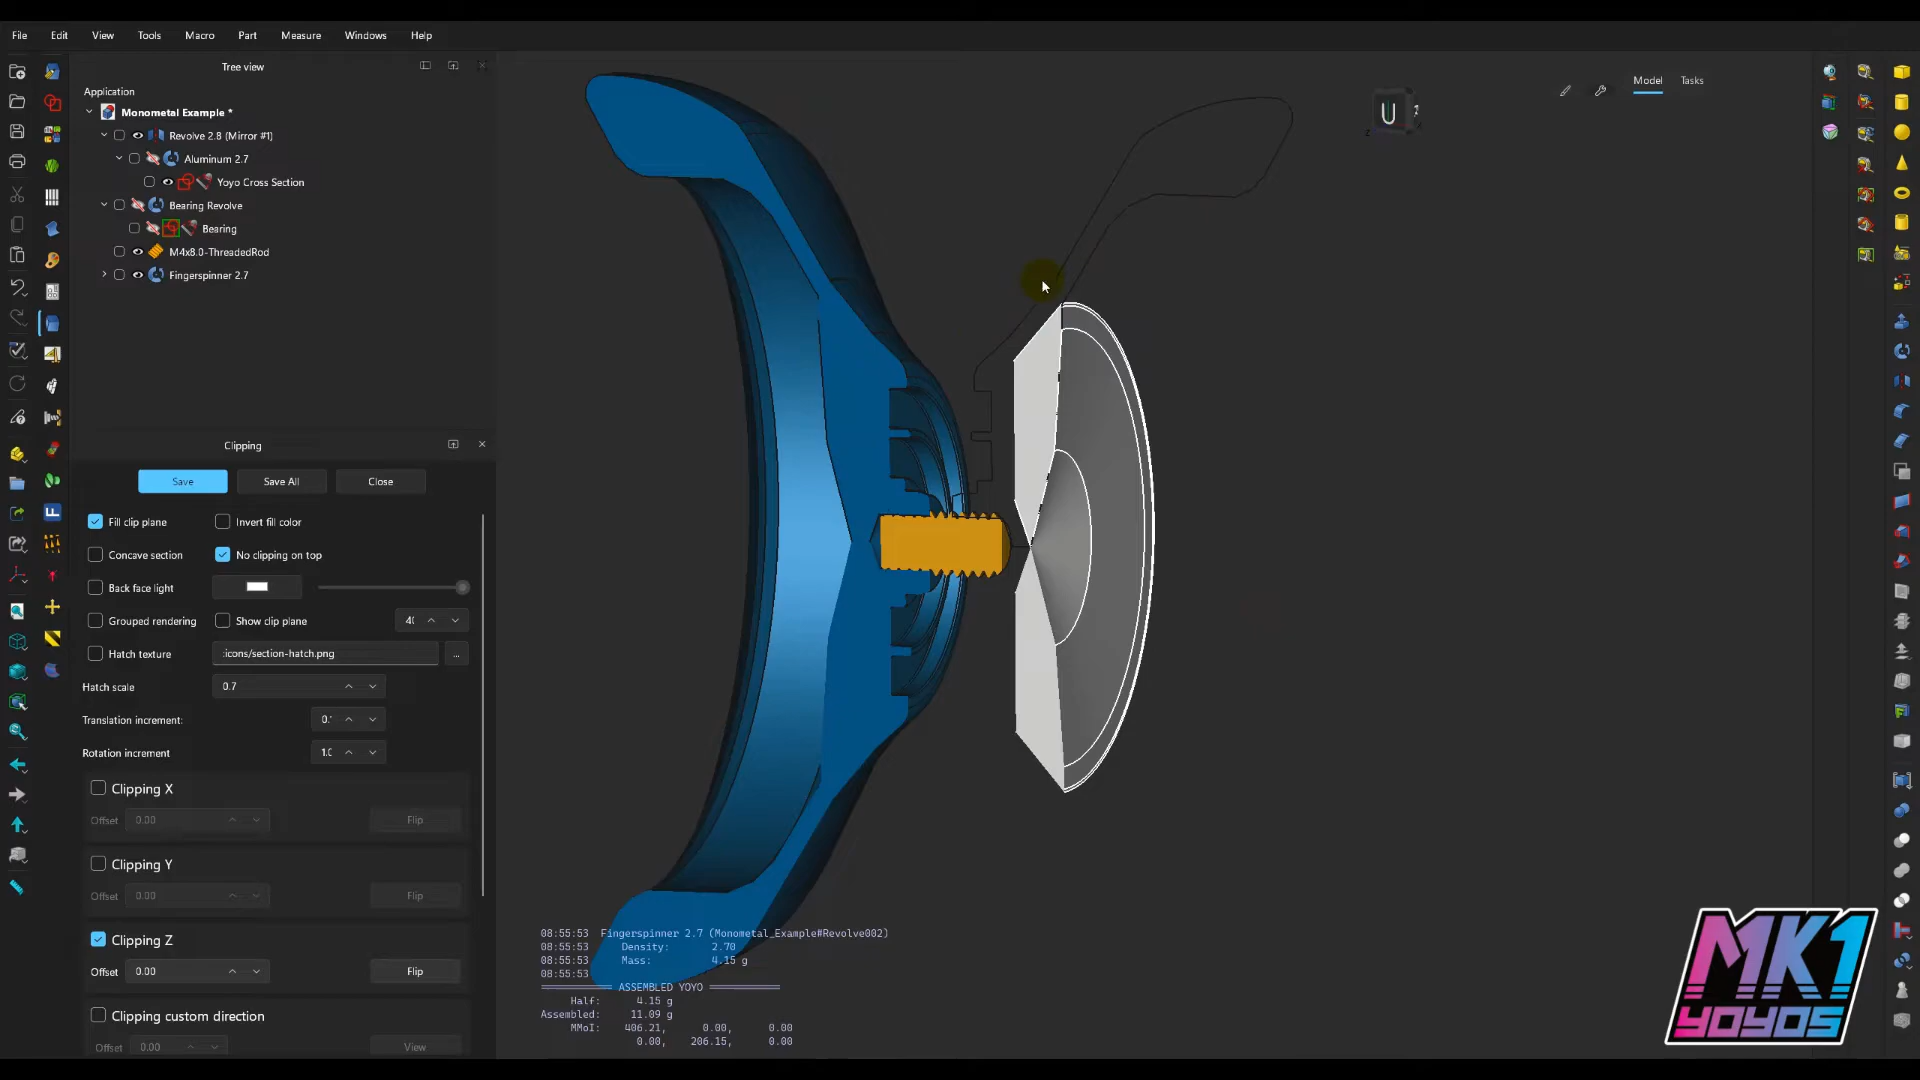 File Edit View Tools Macro Part Measure Windows Help
Tree view
Application
Monometal Example *
Revolve 2.8 (Mirror #1)
Aluminum 2.7
Yoyo Cross Section
Bearing Revolve
Bearing
M4x8.0-ThreadedRod
Fingerspinner 2.7
Model Tasks
U
Z
Clipping
Save Save All Close
Fill clip plane Invert fill color
Concave section No clipping on top
Back face light
Grouped rendering Show clip plane
Hatch texture :icons/section-hatch.png ...
Hatch scale 0.7
Translation increment:
Rotation increment
Clipping X
Offset 0.00 Flip
Clipping Y
Offset 0.00 Flip
Clipping Z
Offset 0.00 Flip
Clipping custom direction
Offset 0.00 View
08:55:53 Fingerspinner 2.7 (Monometal_Example#Revolve002)
08:55:53 Density: 2.70
08:55:53 Mass: 4.15 g
08:55:53
ASSEMBLED YOYO
Half: 4.15 g
Assembled: 11.09 g
MMoI: 406.21, 0.00, 0.00
0.00, 206.15, 0.00
MK1
YOYOS